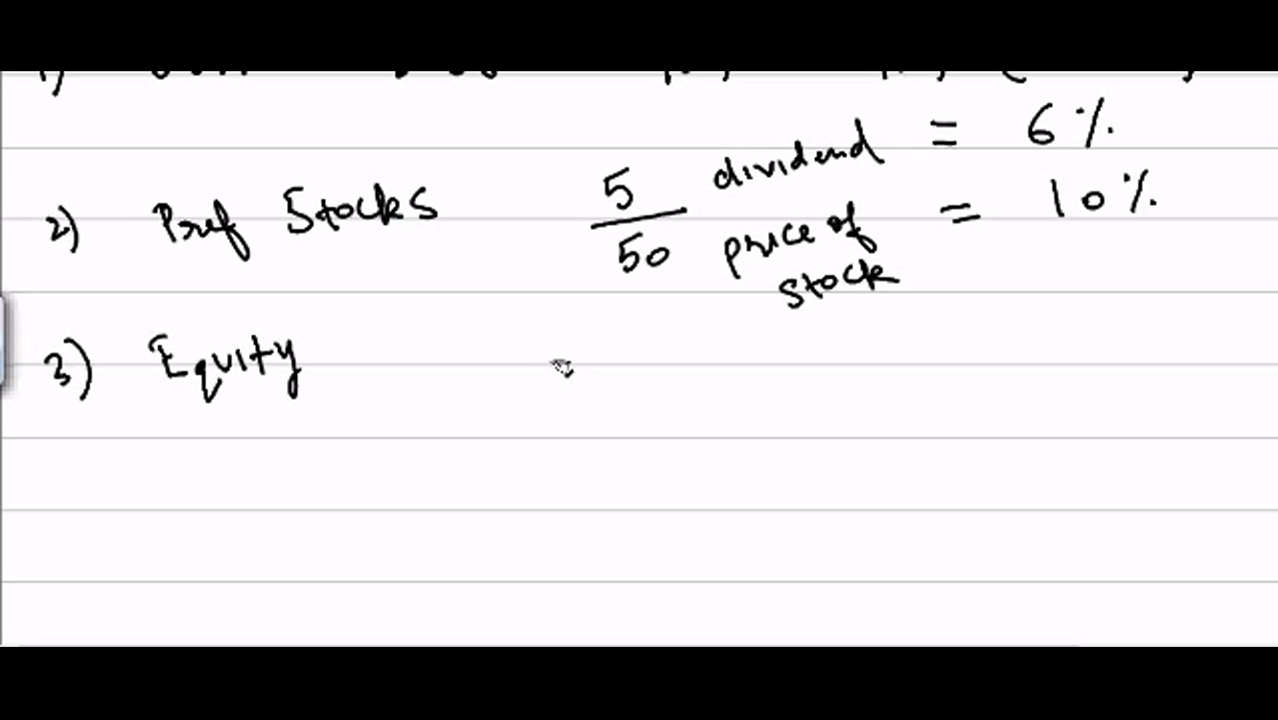 = 6%
2) Pref Stocks 5/50 dividend price of stock = 10%
3) Equity